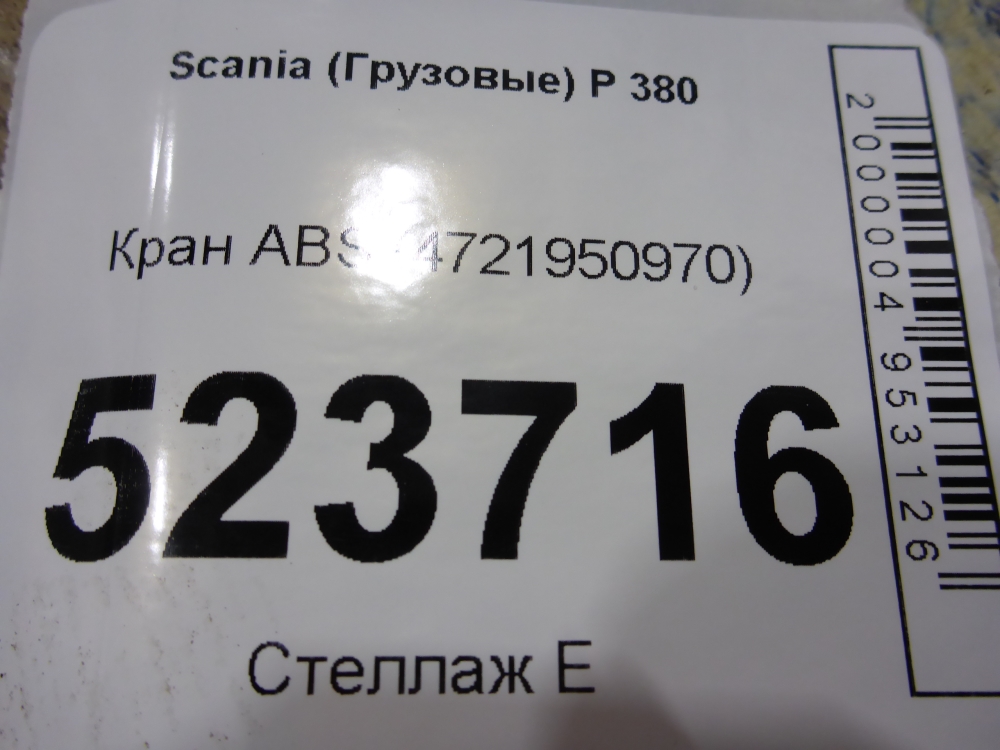 Scania (Грузовые) P 380
Кран ABS (4721950970)
523716
Стеллаж E
2000004953126